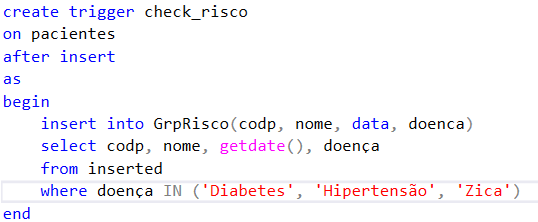 create trigger check_risco
on pacientes
after insert
as
begin
insert into GrpRisco(codp, nome, data, doenca)
select codp, nome, getdate(), doença
from inserted
where doença IN ('Diabetes', 'Hipertensão', 'Zica')
end